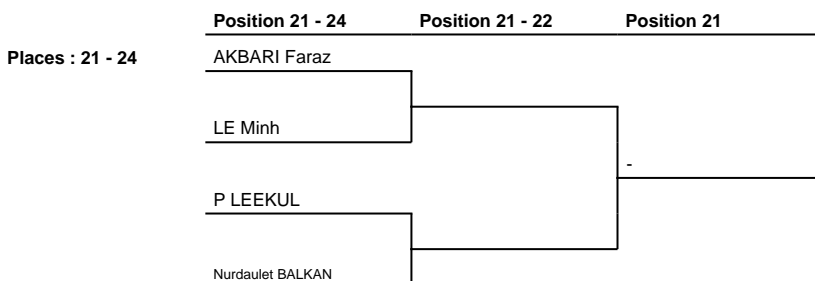 Position 21 - 24 Position 21 - 22 Position 21
Places : 21 - 24 AKBARI Faraz
LE Minh
-
P LEEKUL
Nurdaulet BALKAN